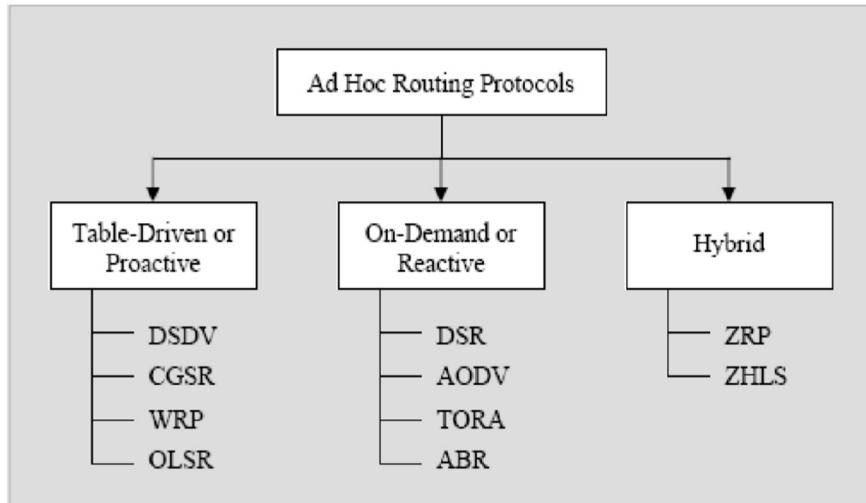 Ad Hoc Routing Protocols
Table-Driven or
Proactive
DSDV
CGSR
WRP
OLSR
On-Demand or
Reactive
DSR
AODV
TORA
ABR
Hybrid
ZRP
ZHLS